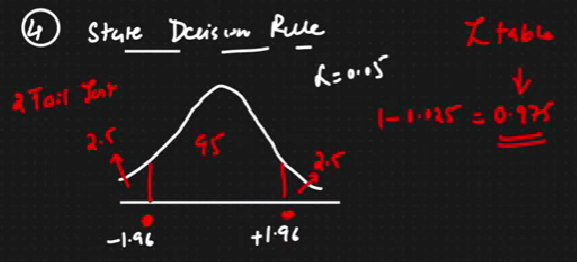 ④ State Decision Rule
Z table
α=0.05
2 Tail Test
1-1.025 = 0.975
2.5
95
2.5
-1.96
+1.96